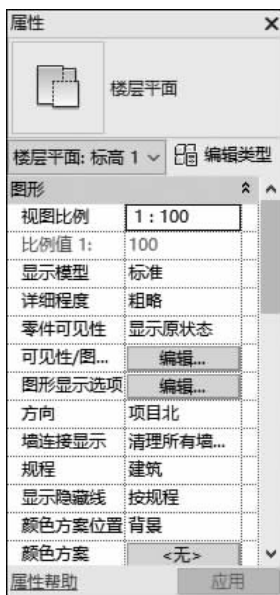 属性
楼层平面
楼层平面: 标高 1 编辑类型
图形
视图比例 1 : 100
比例值 1: 100
显示模型 标准
详细程度 粗略
零件可见性 显示原状态
可见性/图... 编辑...
图形显示选项 编辑...
方向 项目北
墙连接显示 清理所有墙...
规程 建筑
显示隐藏线 按规程
颜色方案位置 背景
颜色方案 <无>
属性帮助 应用